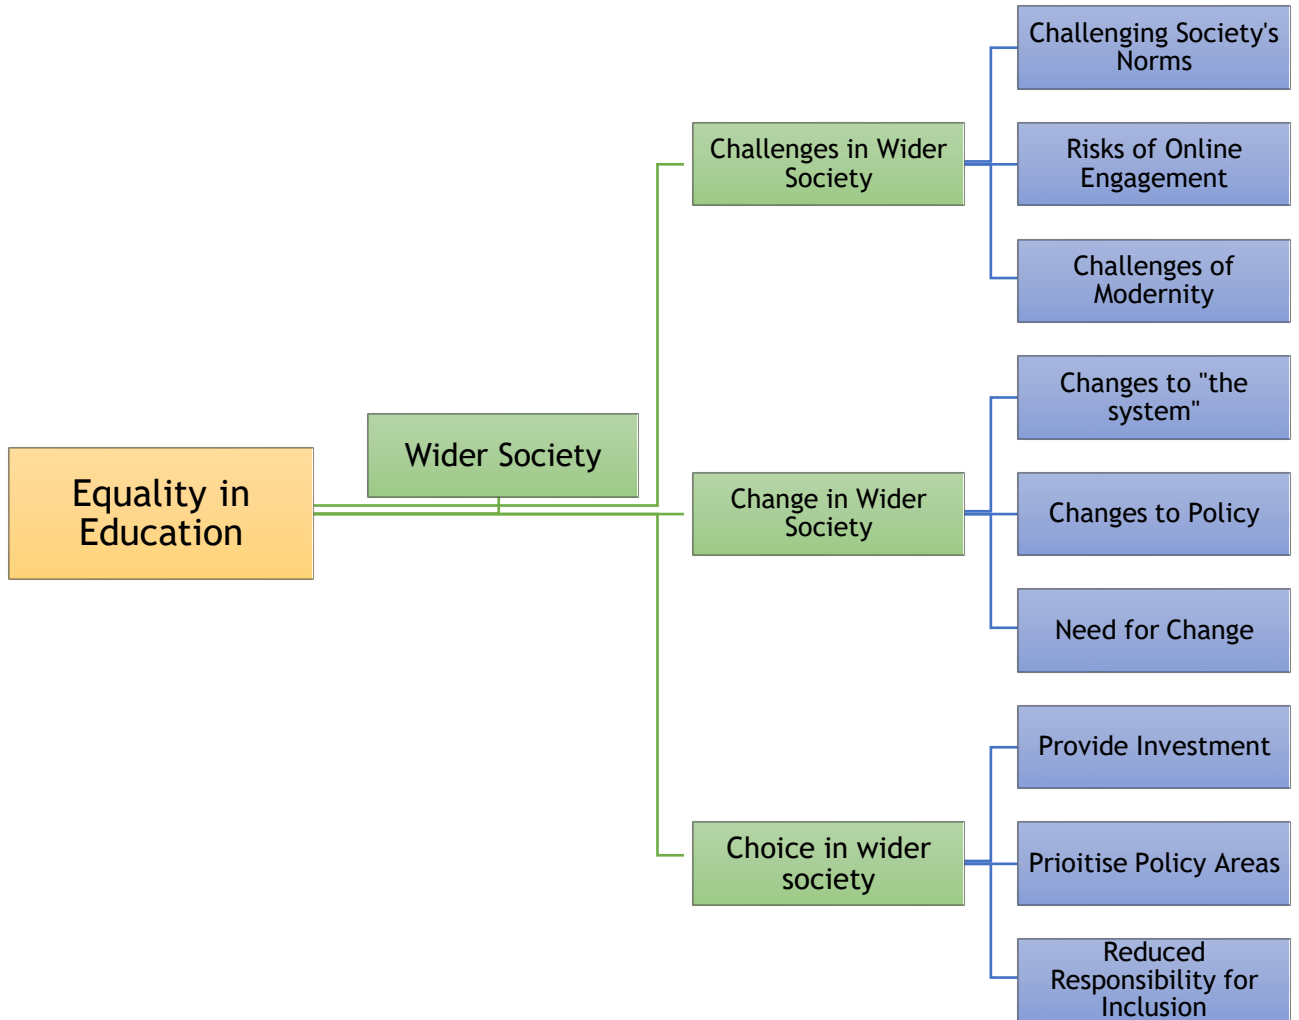 Equality in
Education
Wider Society
Challenges in Wider
Society
Challenging Society's
Norms
Risks of Online
Engagement
Challenges of
Modernity
Change in Wider
Society
Changes to "the
system"
Changes to Policy
Need for Change
Choice in wider
society
Provide Investment
Prioitise Policy Areas
Reduced
Responsibility for
Inclusion